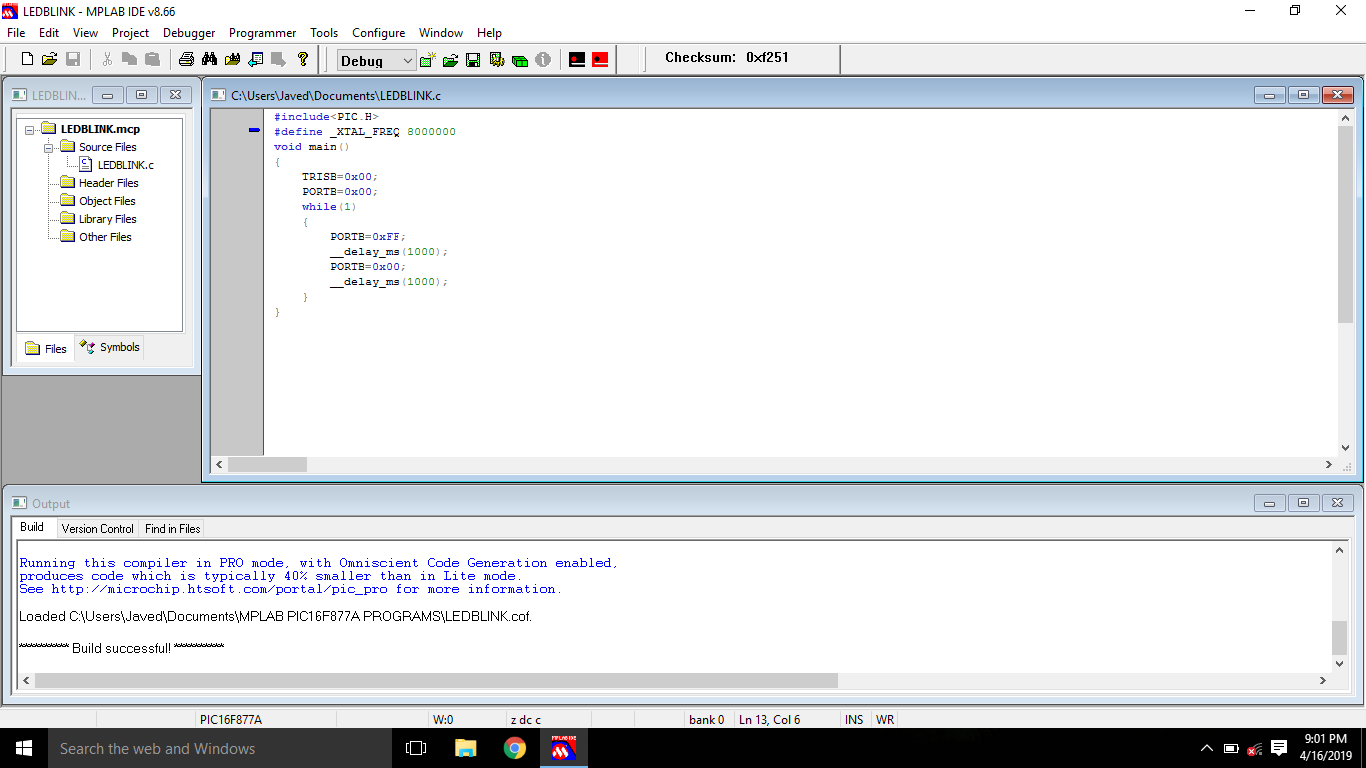 LEDBLINK - MPLAB IDE v8.66
File Edit View Project Debugger Programmer Tools Configure Window Help
Debug
Checksum: 0xf251
LEDBLIN...
LEDBLINK.mcp
Source Files
LEDBLINK.c
Header Files
Object Files
Library Files
Other Files
Files Symbols
C:\Users\Javed\Documents\LEDBLINK.c
#include<PIC.H>
#define _XTAL_FREQ 8000000
void main()
{
TRISB=0x00;
PORTB=0x00;
while(1)
{
PORTB=0xFF;
__delay_ms(1000);
PORTB=0x00;
__delay_ms(1000);
}
}
Output
Build Version Control Find in Files
Running this compiler in PRO mode, with Omniscient Code Generation enabled,
produces code which is typically 40% smaller than in Lite mode.
See http://microchip.htsoft.com/portal/pic_pro for more information.
Loaded C:\Users\Javed\Documents\MPLAB PIC16F877A PROGRAMS\LEDBLINK.cof.
********** Build successful! **********
PIC16F877A W:0 z dc c bank 0 Ln 13, Col 6 INS WR
Search the web and Windows
MPLAB IDE
9:01 PM
4/16/2019